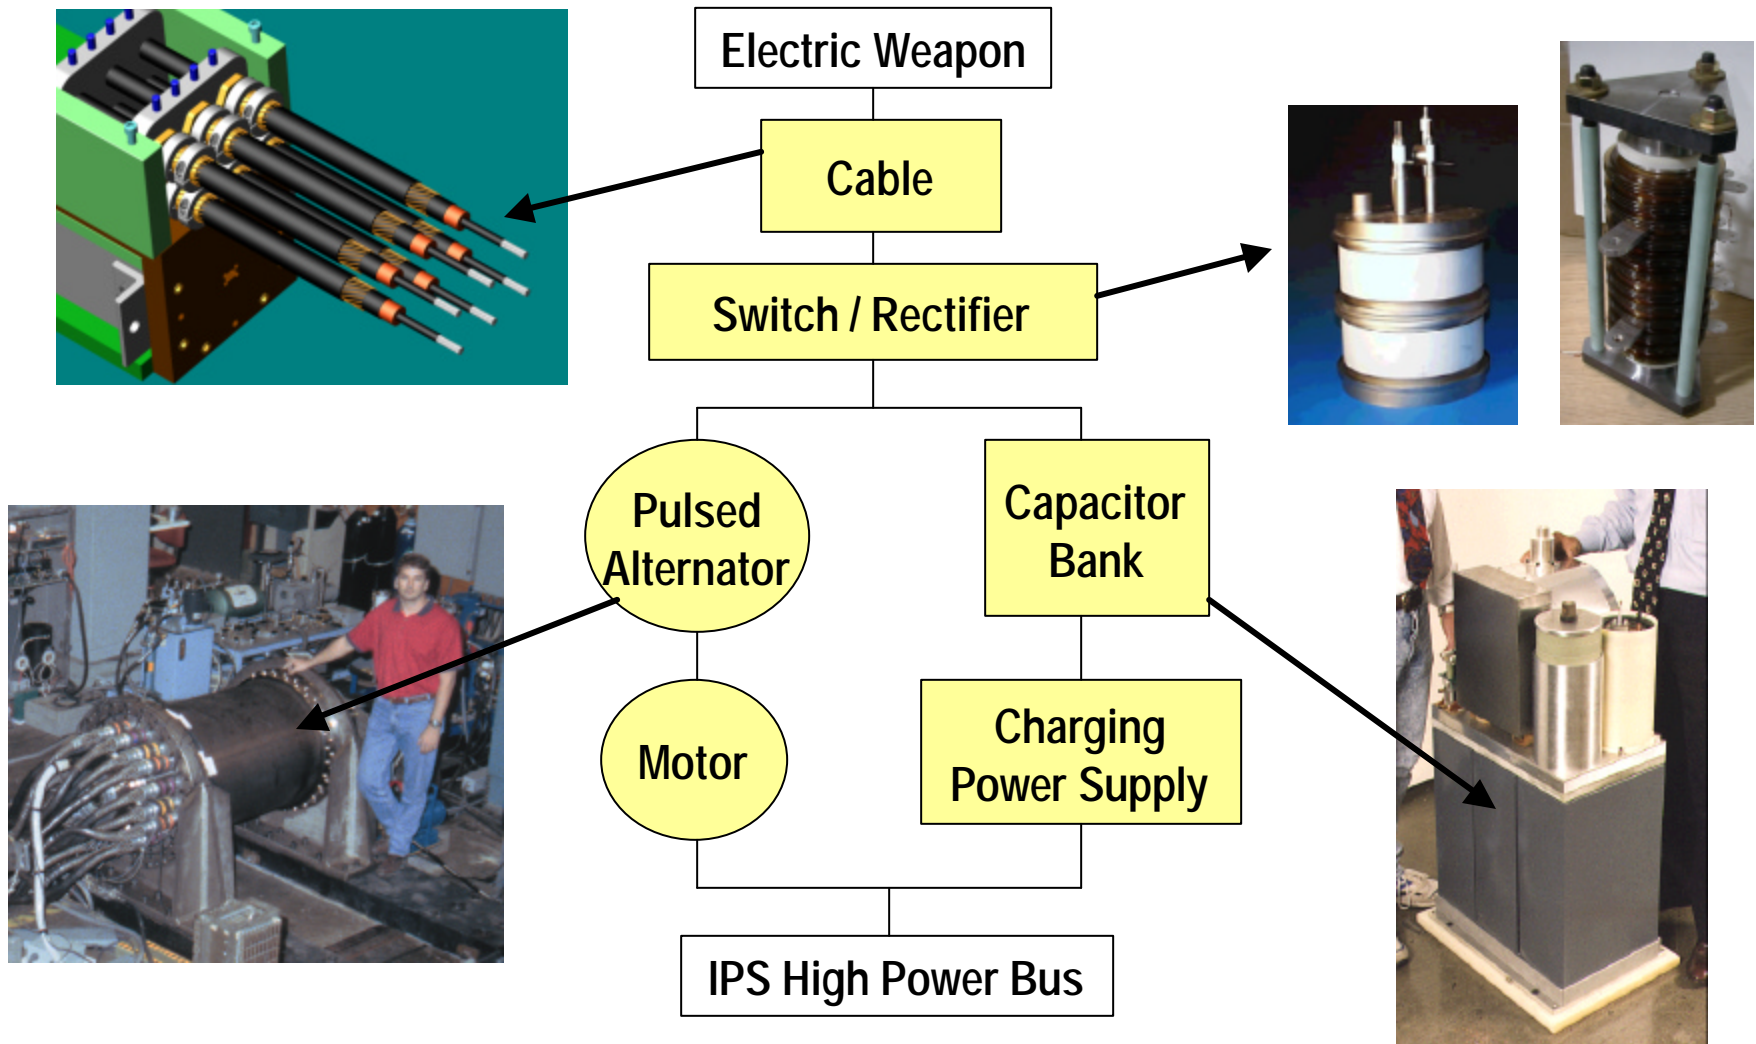 Electric Weapon
Cable
Switch / Rectifier
Pulsed
Alternator
Capacitor
Bank
Motor
Charging
Power Supply
IPS High Power Bus